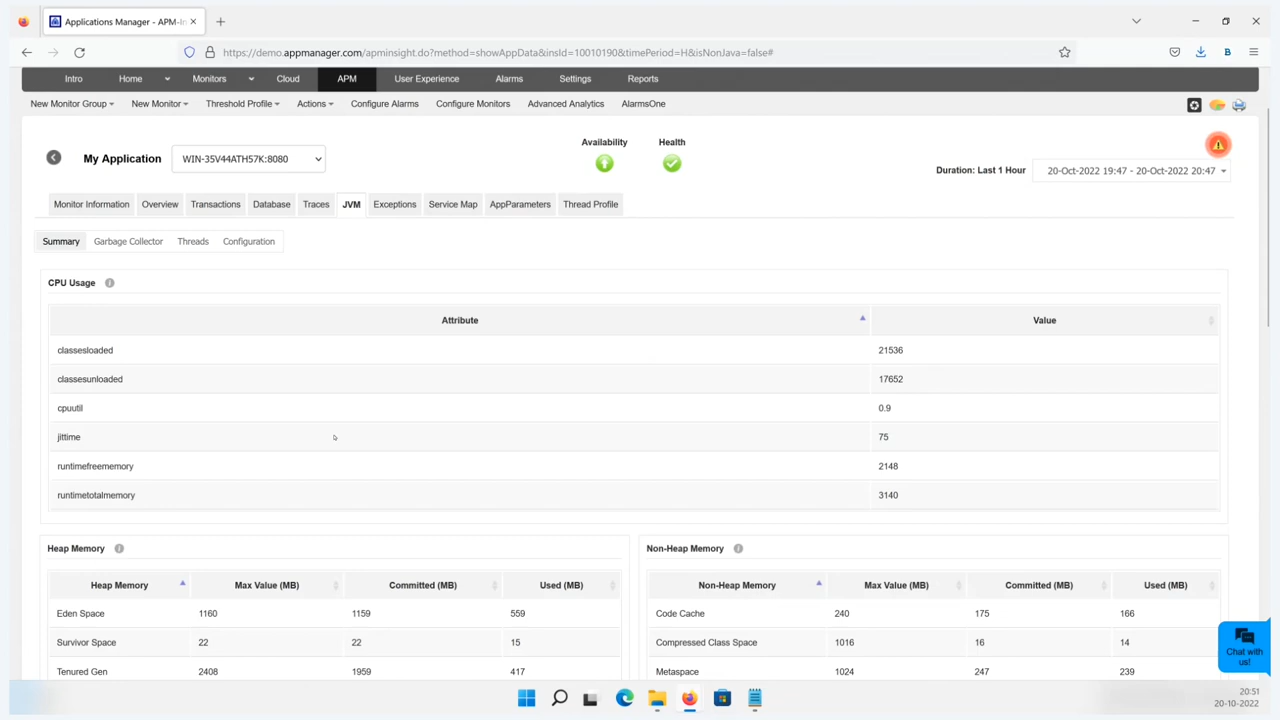 Applications Manager - APM-In
https://demo.appmanager.com/apminsight.do?method=showAppData&insId=10010190&timePeriod=H&isNonJava=false#
B
Intro Home Monitors Cloud APM User Experience Alarms Settings Reports
New Monitor Group New Monitor Threshold Profile Actions Configure Alarms Configure Monitors Advanced Analytics AlarmsOne
Availability Health
My Application WIN-35V44ATH57K:8080
Duration: Last 1 Hour 20-Oct-2022 19:47 - 20-Oct-2022 20:47
Monitor Information Overview Transactions Database Traces JVM Exceptions Service Map AppParameters Thread Profile
Summary Garbage Collector Threads Configuration
CPU Usage
Attribute Value
classesloaded 21536
classesunloaded 17652
cpuutil 0.9
jittime 75
runtimefreememory 2148
runtimetotalmemory 3140
Heap Memory Non-Heap Memory
Heap Memory Max Value (MB) Committed (MB) Used (MB) Non-Heap Memory Max Value (MB) Committed (MB) Used (MB)
Eden Space 1160 1159 559 Code Cache 240 175 166
Survivor Space 22 22 15 Compressed Class Space 1016 16 14
Tenured Gen 2408 1959 417 Metaspace 1024 247 239
Chat with
us!
20:51
20-10-2022